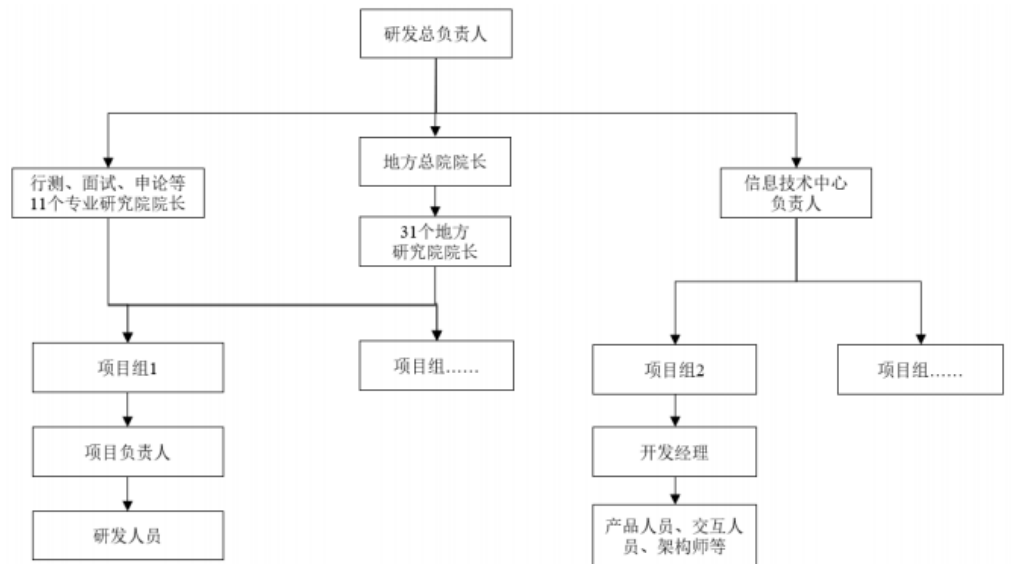 研发总负责人
行测、面试、申论等
11个专业研究院院长
地方总院院长
信息技术中心
负责人
31个地方
研究院院长
项目组1
项目组……
项目组2
项目组……
项目负责人
开发经理
研发人员
产品人员、交互人
员、架构师等